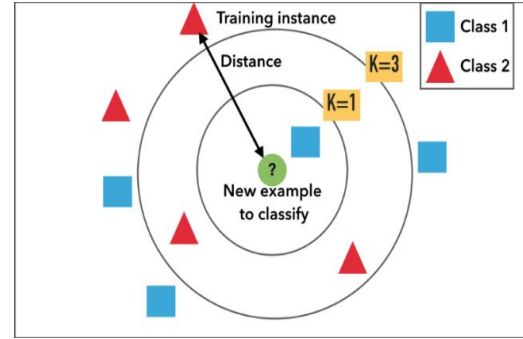 Training instance
Distance
K=3
K=1
?
New example
to classify
Class 1
Class 2